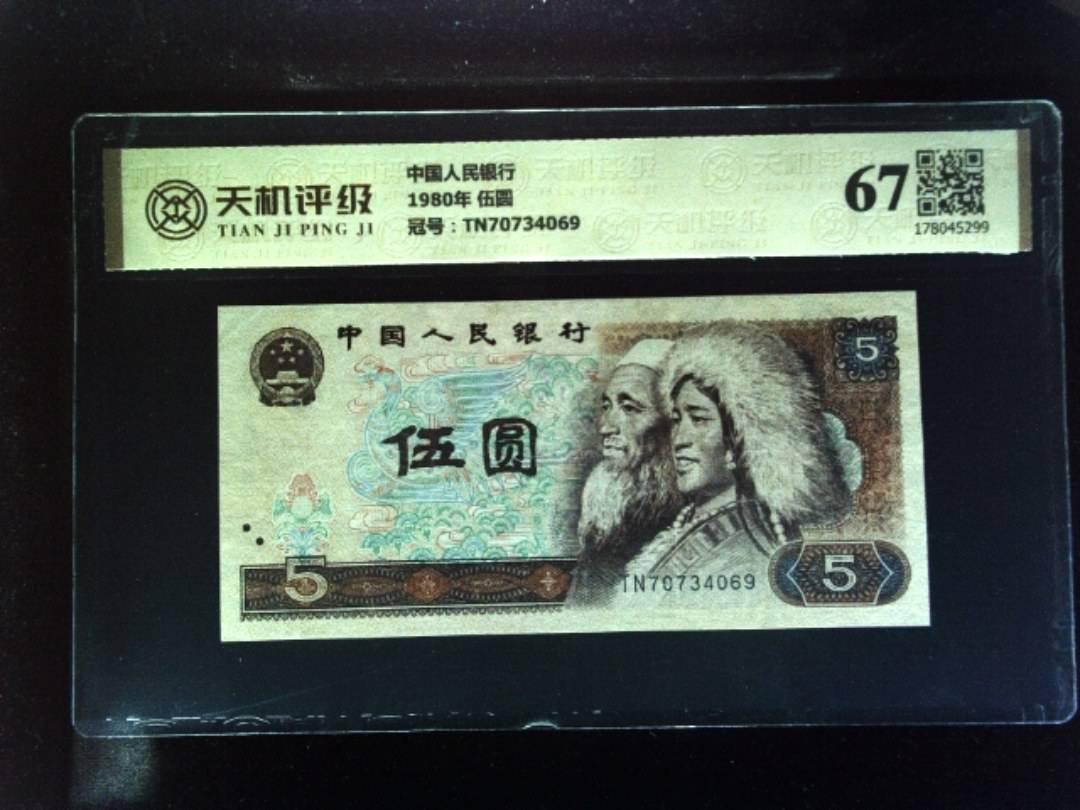 天机评级
TIAN JI PING JI
中国人民银行
1980年 伍圆
冠号：TN70734069
67
178045299
中国人民银行
5
伍圆
5
TN70734069
5